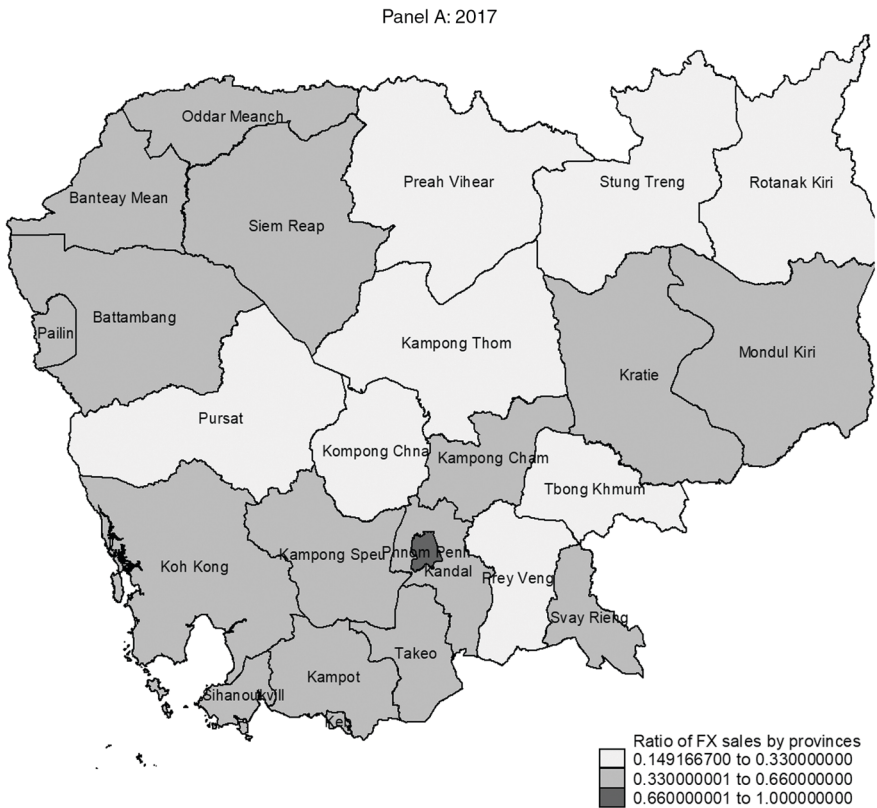 Panel A: 2017
Oddar Meanch
Banteay Mean
Preah Vihear
Stung Treng
Rotanak Kiri
Siem Reap
Battambang
Pailin
Kampong Thom
Mondul Kiri
Kratie
Pursat
Kompong Chna
Kampong Cham
Tbong Khmum
Kampong Speu
Phnom Penh
Koh Kong
Kandal
Prey Veng
Svay Rieng
Takeo
Kampot
Sihanoukvill
Keb
Ratio of FX sales by provinces
0.149166700 to 0.330000000
0.330000001 to 0.660000000
0.660000001 to 1.000000000